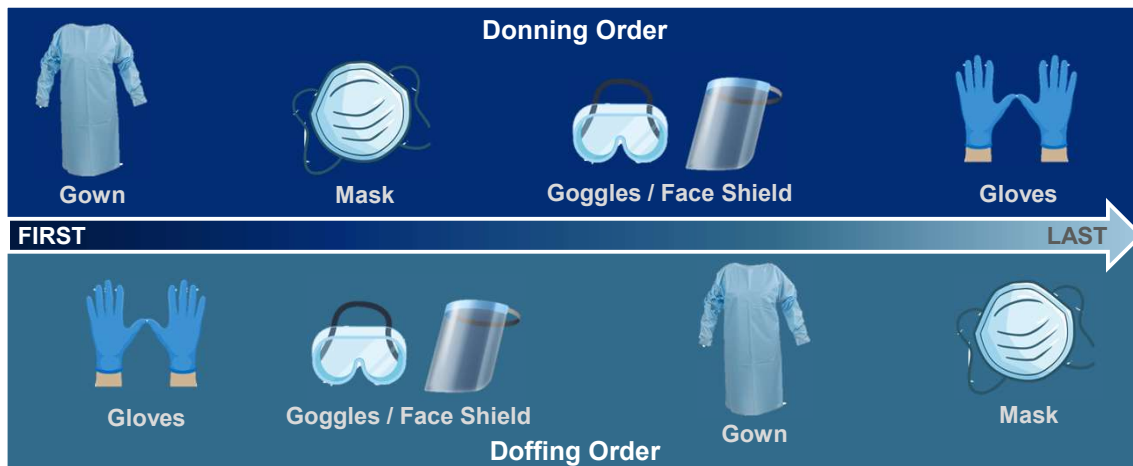 Donning Order
Gown
Mask
Goggles / Face Shield
Gloves
FIRST
LAST
Gloves
Goggles / Face Shield
Gown
Mask
Doffing Order